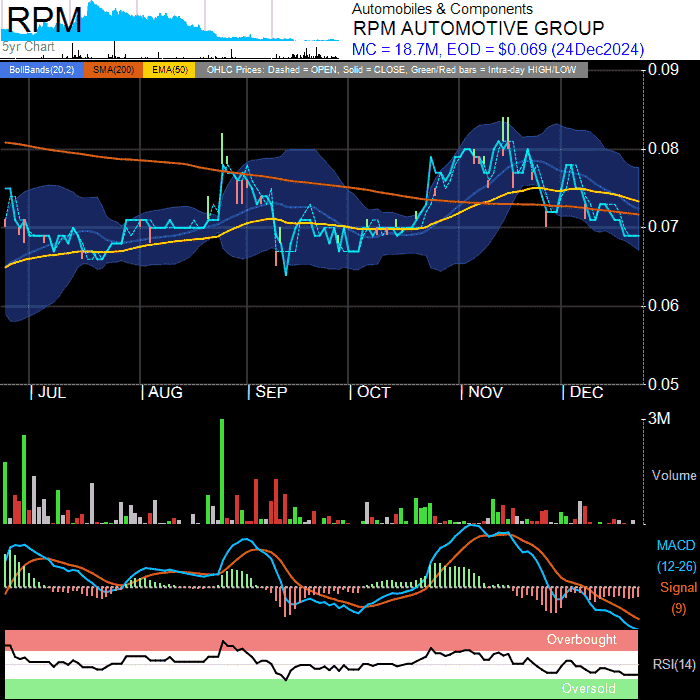 RPM
5yr Chart
Automobiles & Components
RPM AUTOMOTIVE GROUP
MC = 18.7M, EOD = $0.069 (24Dec2024)
BollBands(20,2) SMA(200) EMA(50) OHLC Prices: Dashed = OPEN, Solid = CLOSE, Green/Red bars = Intra-day HIGH/LOW
0.09
0.08
0.07
0.06
0.05
JUL AUG SEP OCT NOV DEC
3M
Volume
MACD
(12-26)
Signal
(9)
Overbought
RSI(14)
Oversold